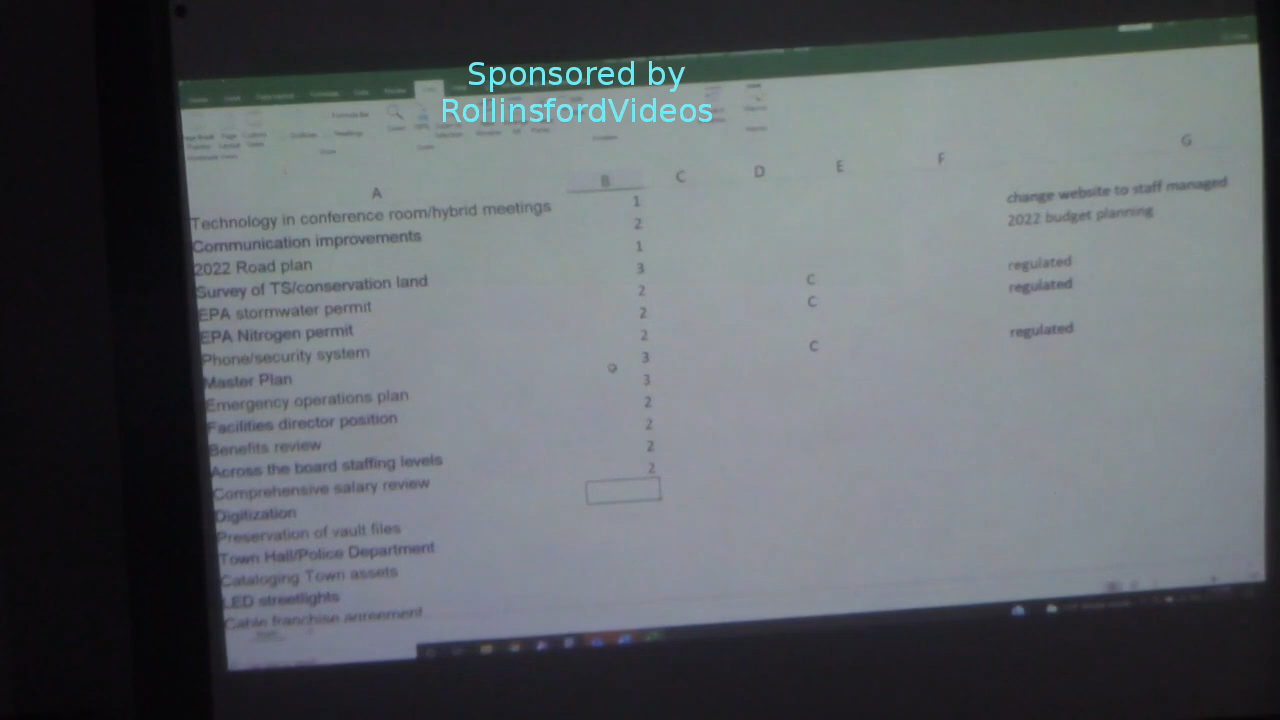 Sponsored by
RollinsfordVideos
A B C D E F G
Technology in conference room/hybrid meetings 1 change website to staff managed
Communication improvements 2 2022 budget planning
2022 Road plan 1
Survey of TS/conservation land 3 regulated
EPA stormwater permit 2 C regulated
EPA Nitrogen permit 2 C
Phone/security system 2 regulated
Master Plan 3 C
Emergency operations plan 3
Facilities director position 2
Benefits review 2
Across the board staffing levels 2
Comprehensive salary review 2
Digitization
Preservation of vault files
Town Hall/Police Department
Cataloging Town assets
LED streetlights
Cable franchise agreement